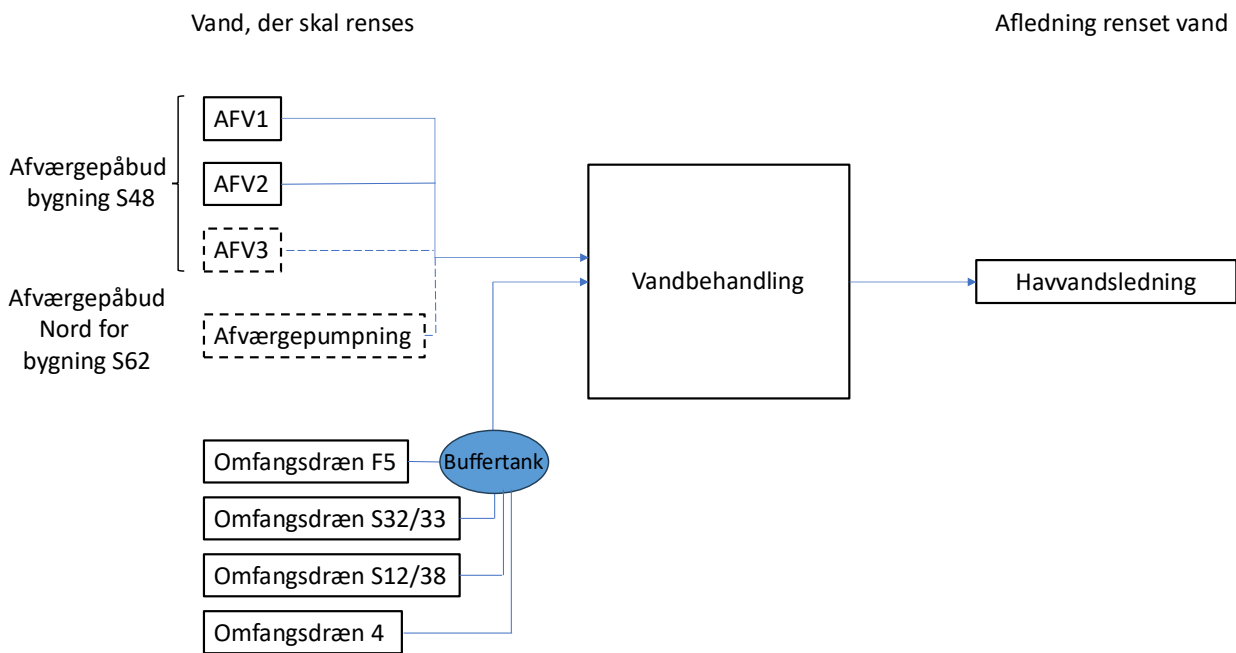 Vand, der skal renses
Afledning renset vand
AFV1
Afværgepåbud
bygning S48
AFV2
AFV3
Afværgepåbud
Nord for
bygning S62
Afværgepumpning
Vandbehandling
Havvandsledning
Omfangsdræn F5
Buffertank
Omfangsdræn S32/33
Omfangsdræn S12/38
Omfangsdræn 4